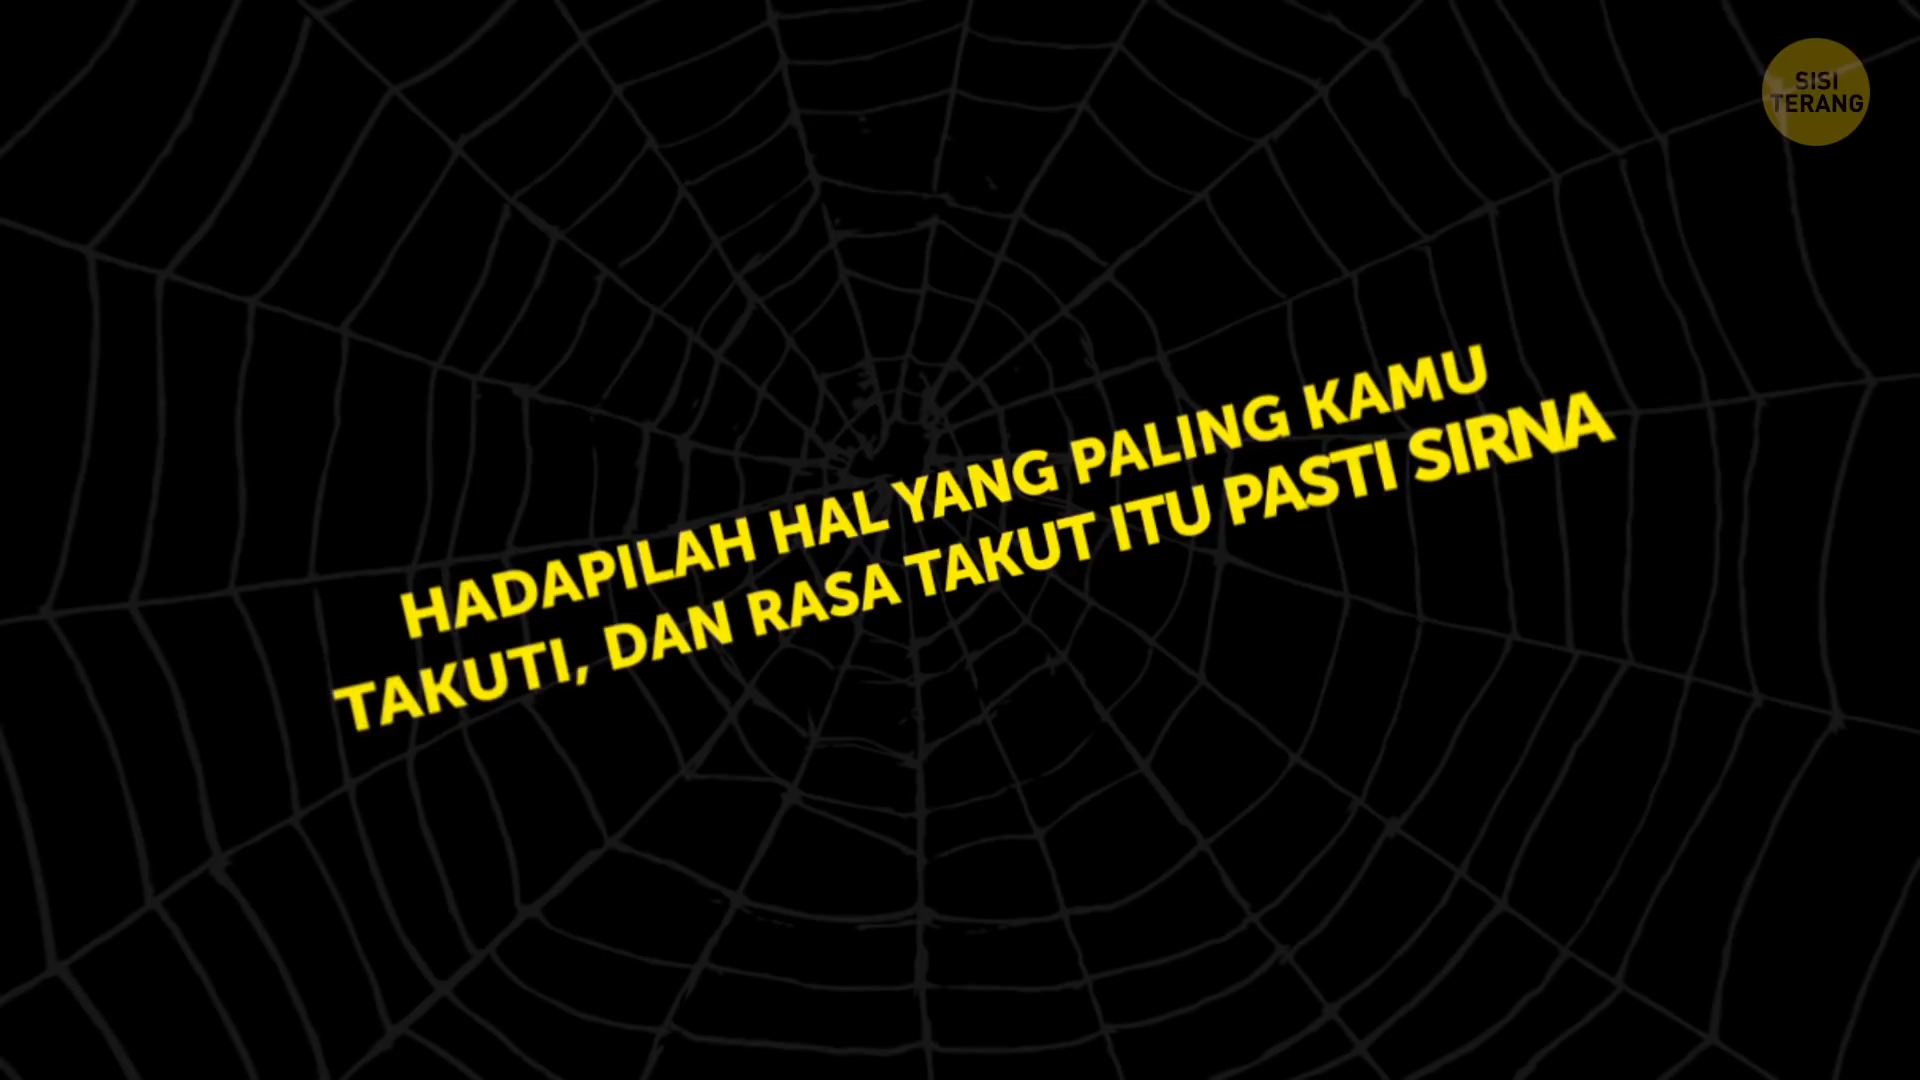 SISI
TERANG
HADAPILAH HAL YANG PALING KAMU
TAKUTI, DAN RASA TAKUT ITU PASTI SIRNA